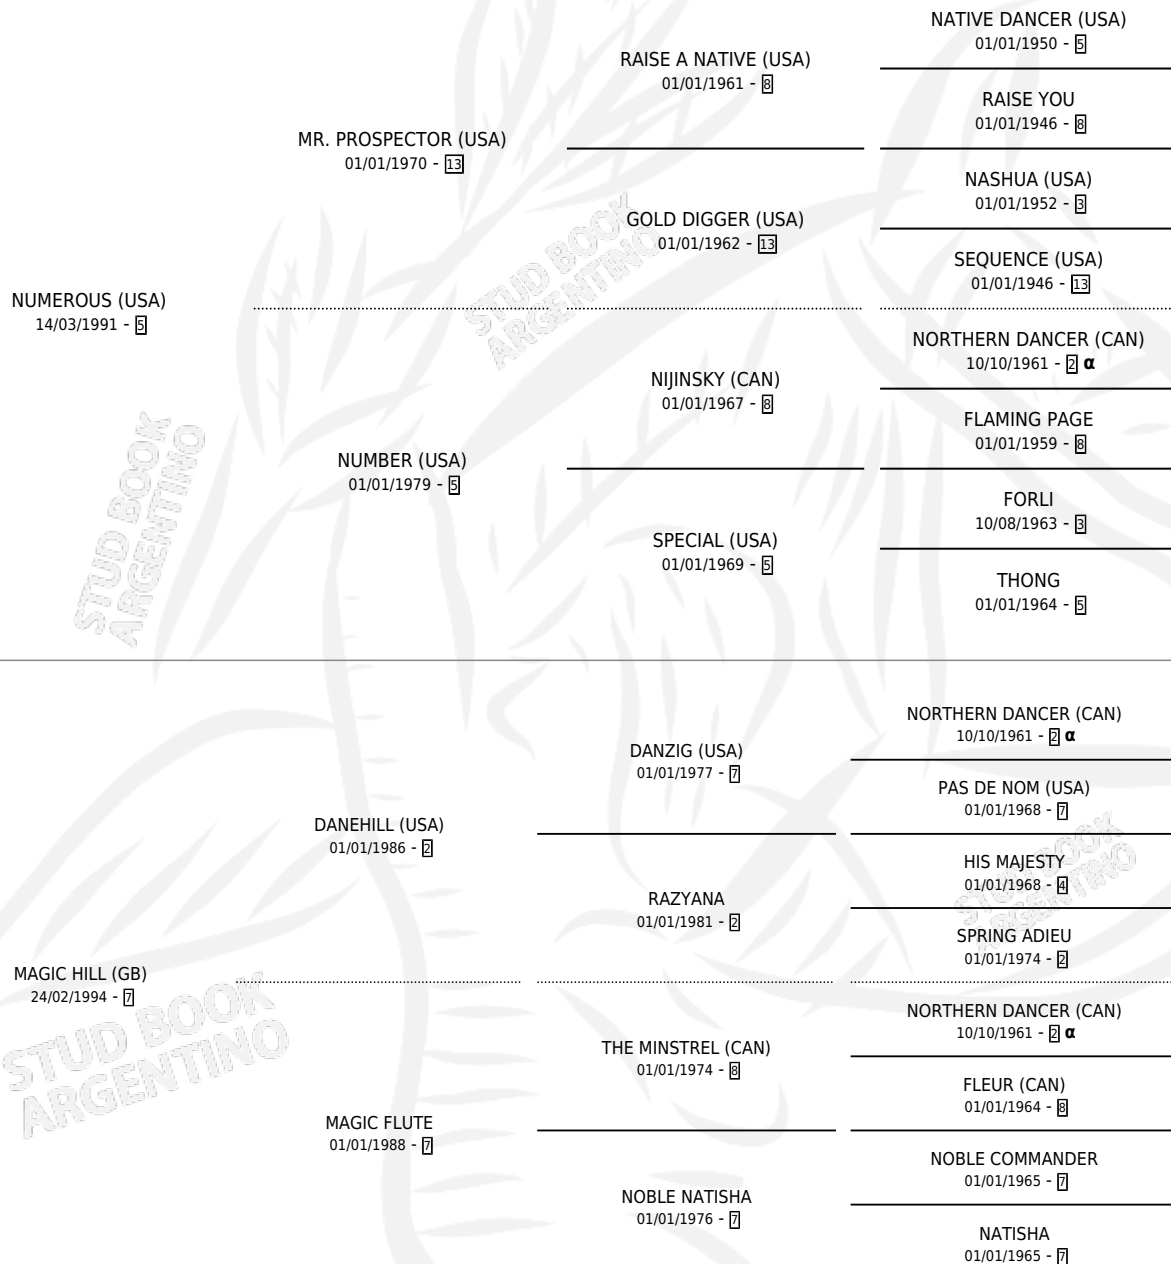 NATIVE DANCER (USA)
01/01/1950 - 5
RAISE A NATIVE (USA)
01/01/1961 - 8
RAISE YOU
01/01/1946 - 8
MR. PROSPECTOR (USA)
01/01/1970 - 13
NASHUA (USA)
01/01/1952 - 3
GOLD DIGGER (USA)
01/01/1962 - 13
SEQUENCE (USA)
01/01/1946 - 13
NUMEROUS (USA)
14/03/1991 - 5
NORTHERN DANCER (CAN)
10/10/1961 - 2 α
NIJINSKY (CAN)
01/01/1967 - 8
FLAMING PAGE
01/01/1959 - 8
NUMBER (USA)
01/01/1979 - 5
FORLI
10/08/1963 - 3
SPECIAL (USA)
01/01/1969 - 5
THONG
01/01/1964 - 5
NORTHERN DANCER (CAN)
10/10/1961 - 2 α
DANZIG (USA)
01/01/1977 - 7
PAS DE NOM (USA)
01/01/1968 - 7
DANEHILL (USA)
01/01/1986 - 2
HIS MAJESTY
01/01/1968 - 4
RAZYANA
01/01/1981 - 2
SPRING ADIEU
01/01/1974 - 2
MAGIC HILL (GB)
24/02/1994 - 7
NORTHERN DANCER (CAN)
10/10/1961 - 2 α
THE MINSTREL (CAN)
01/01/1974 - 8
FLEUR (CAN)
01/01/1964 - 8
MAGIC FLUTE
01/01/1988 - 7
NOBLE COMMANDER
01/01/1965 - 7
NOBLE NATISHA
01/01/1976 - 7
NATISHA
01/01/1965 - 7
STUD BOOK
ARGENTINO
STUD BOOK
ARGENTINO
STUD BOOK
ARGENTINO
STUD BOOK
ARGENTINO